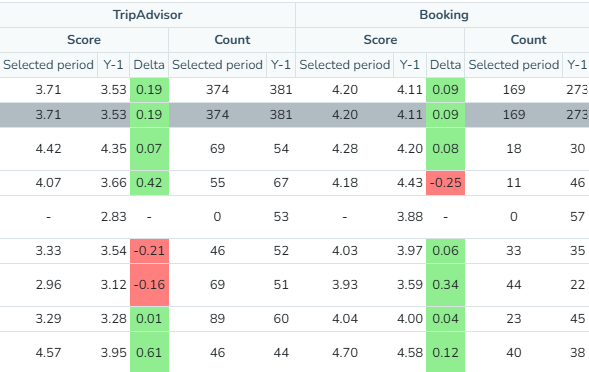 TripAdvisor Booking
Score Count Score Count
Selected period Y-1 Delta Selected period Y-1 Selected period Y-1 Delta Selected period Y-1
3.71 3.53 0.19 374 381 4.20 4.11 0.09 169 273
3.71 3.53 0.19 374 381 4.20 4.11 0.09 169 273
4.42 4.35 0.07 69 54 4.28 4.20 0.08 18 30
4.07 3.66 0.42 55 67 4.18 4.43 -0.25 11 46
- 2.83 - 0 53 - 3.88 - 0 57
3.33 3.54 -0.21 46 52 4.03 3.97 0.06 33 35
2.96 3.12 -0.16 69 51 3.93 3.59 0.34 44 22
3.29 3.28 0.01 89 60 4.04 4.00 0.04 23 45
4.57 3.95 0.61 46 44 4.70 4.58 0.12 40 38